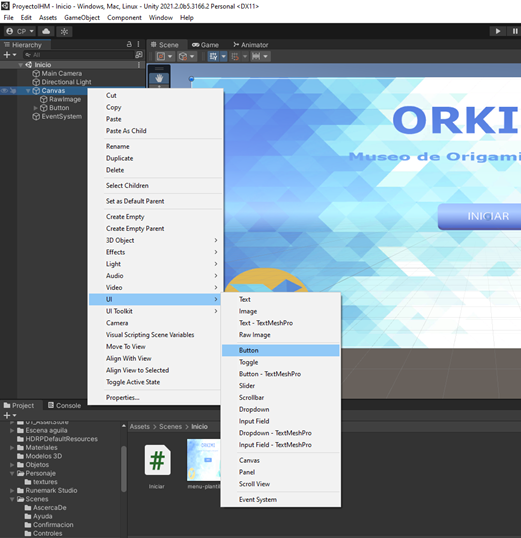 ProyectoIHM - Inicio - Windows, Mac, Linux - Unity 2021.2.0b5.3166.2 Personal <DX11>
File Edit Assets GameObject Component Window Help
CP
Hierarchy
Scene Game Animator
All
Inicio
Main Camera
Directional Light
Canvas
RawImage
Button
EventSystem
Cut
Copy
Paste
Paste As Child
Rename
Duplicate
Delete
Select Children
Set as Default Parent
Create Empty
Create Empty Parent
3D Object
Effects
Light
Audio
Video
UI
UI Toolkit
Camera
Visual Scripting Scene Variables
Move To View
Align With View
Align View to Selected
Toggle Active State
Properties...
Text
Image
Text - TextMeshPro
Raw Image
Button
Toggle
Button - TextMeshPro
Slider
Scrollbar
Dropdown
Input Field
Dropdown - TextMeshPro
Input Field - TextMeshPro
Canvas
Panel
Scroll View
Event System
ORKI
Museo de Origami
INICIAR
Project Console
Escena aguila
HDRPDefaultResources
Materiales
Modelos 3D
Objetos
Personaje
textures
Runemark Studio
Scenes
AscercaDe
Ayuda
Confirmacion
Controles
Assets > Scenes > Inicio
#
Iniciar
menu-plantil